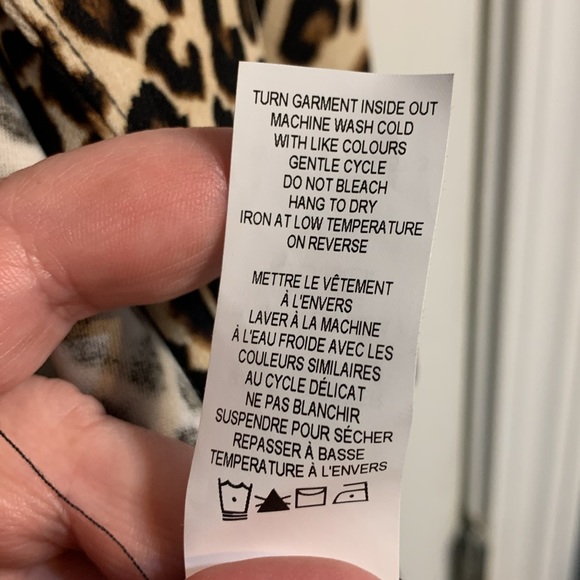 TURN GARMENT INSIDE OUT
MACHINE WASH COLD
WITH LIKE COLOURS
GENTLE CYCLE
DO NOT BLEACH
HANG TO DRY
IRON AT LOW TEMPERATURE
ON REVERSE
METTRE LE VÊTEMENT
À L'ENVERS
LAVER À LA MACHINE
À L'EAU FROIDE AVEC LES
COULEURS SIMILAIRES
AU CYCLE DÉLICAT
NE PAS BLANCHIR
SUSPENDRE POUR SÉCHER
REPASSER À BASSE
TEMPERATURE À L'ENVERS